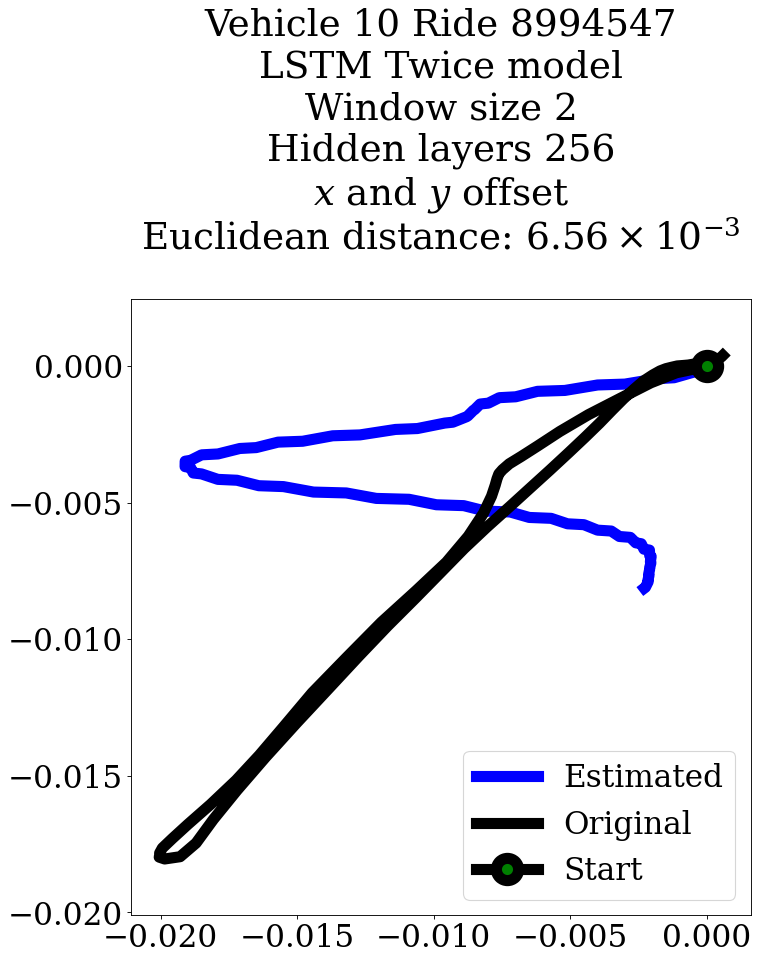 Vehicle 10 Ride 8994547
LSTM Twice model
Window size 2
Hidden layers 256
x and y offset
Euclidean distance: 6.56 × 10⁻³
0.000
−0.005
−0.010
−0.015
−0.020
Estimated
Original
Start
−0.020 −0.015 −0.010 −0.005 0.000